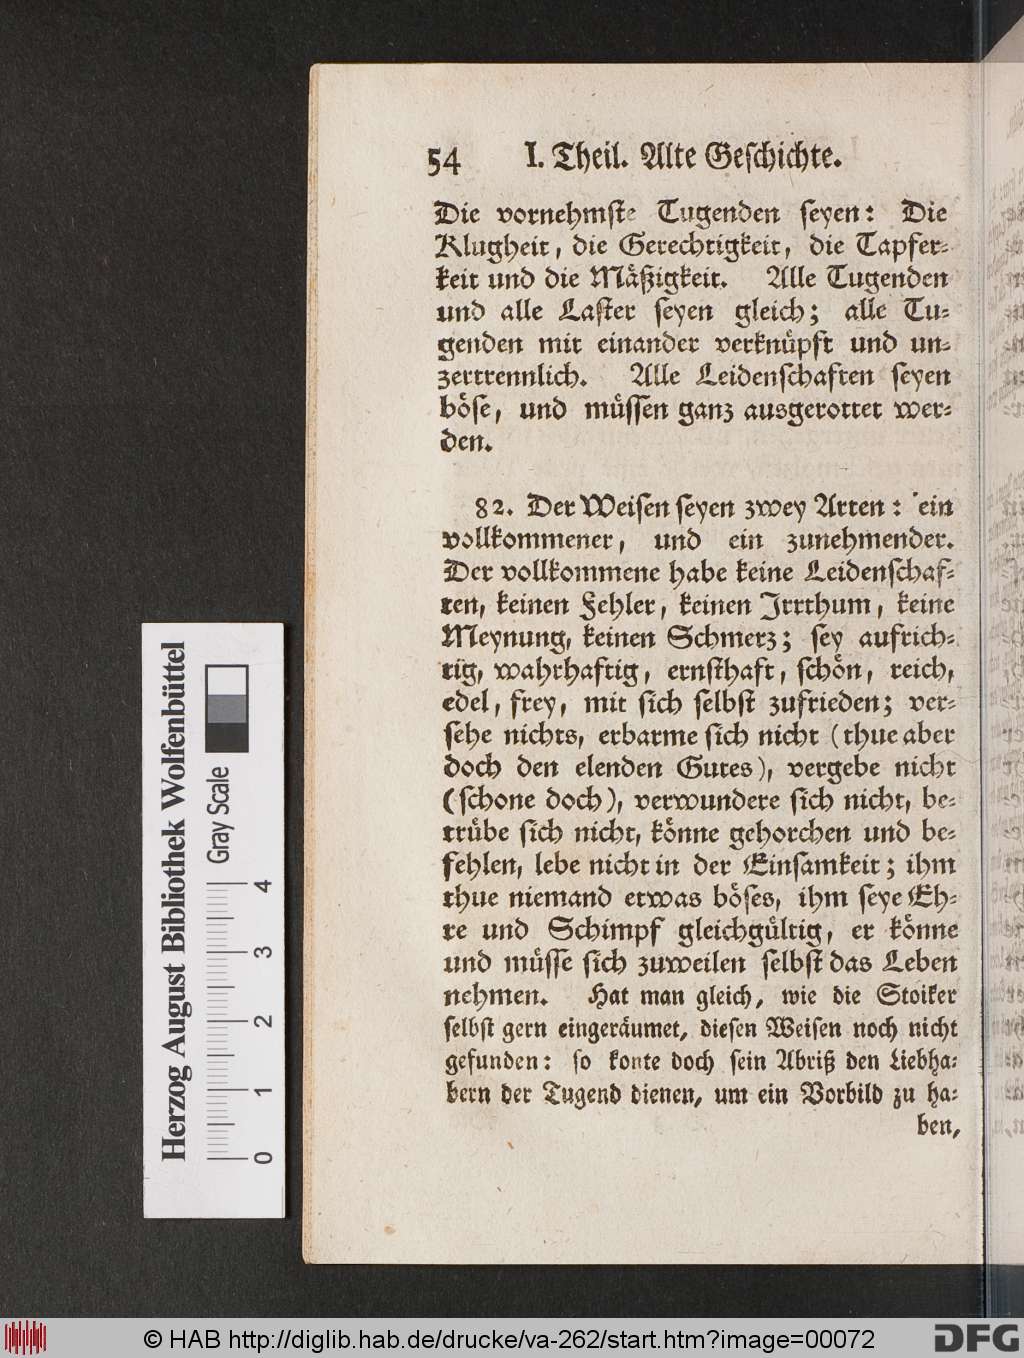 54 I. Theil. Alte Geschichte.
Die vornehmste Tugenden seyen: Die
Klugheit, die Gerechtigkeit, die Tapfer-
keit und die Mäßigkeit. Alle Tugenden
und alle Laster seyen gleich; alle Tu-
genden mit einander verknüpft und un-
zertrennlich. Alle Leidenschaften seyen
böse, und müssen ganz ausgerottet wer-
den.
82. Der Weisen seyen zwey Arten: ein
vollkommener, und ein zunehmender.
Der vollkommene habe keine Leidenschaf-
ten, keinen Fehler, keinen Irrthum, keine
Meynung, keinen Schmerz; sey aufrich-
tig, wahrhaftig, ernsthaft, schön, reich,
edel, frey, mit sich selbst zufrieden; ver-
sehe nichts, erbarme sich nicht (thue aber
doch den elenden Gutes), vergebe nicht
(schone doch), verwundere sich nicht, be-
trübe sich nicht, könne gehorchen und be-
fehlen, lebe nicht in der Einsamkeit; ihm
thue niemand etwas böses, ihm seye Eh-
re und Schimpf gleichgültig, er könne
und müsse sich zuweilen selbst das Leben
nehmen. Hat man gleich, wie die Stoiker
selbst gern eingeräumet, diesen Weisen noch nicht
gefunden: so konte doch sein Abriß den Liebha-
bern der Tugend dienen, um ein Vorbild zu ha-
ben,
Herzog August Bibliothek Wolfenbüttel
Gray Scale
0 1 2 3 4
© HAB http://diglib.hab.de/drucke/va-262/start.htm?image=00072
DFG